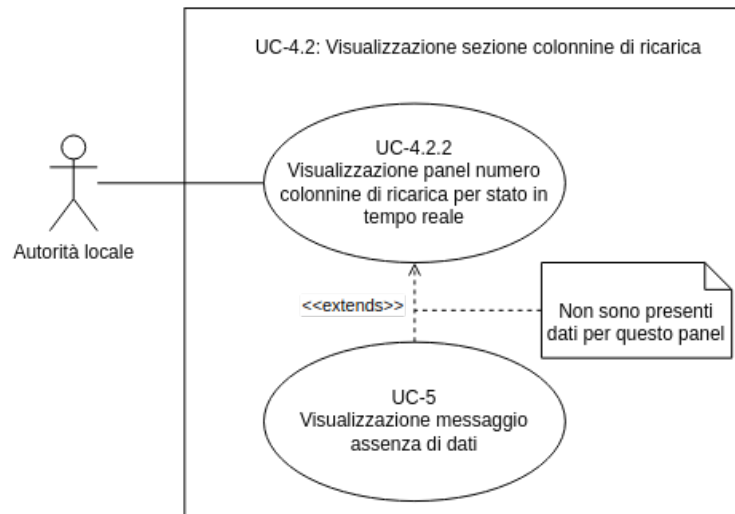 UC-4.2: Visualizzazione sezione colonnine di ricarica
UC-4.2.2
Visualizzazione panel numero
colonnine di ricarica per stato in
tempo reale
Autorità locale
<<extends>>
Non sono presenti
dati per questo panel
UC-5
Visualizzazione messaggio
assenza di dati